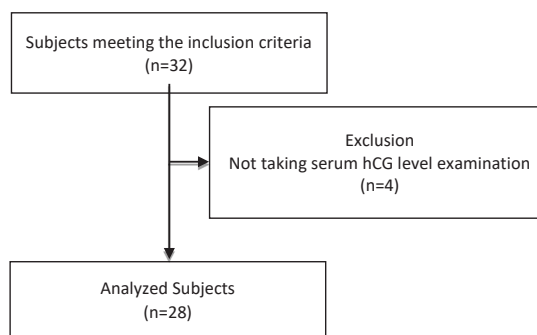 Subjects meeting the inclusion criteria
(n=32)
Exclusion
Not taking serum hCG level examination
(n=4)
Analyzed Subjects
(n=28)